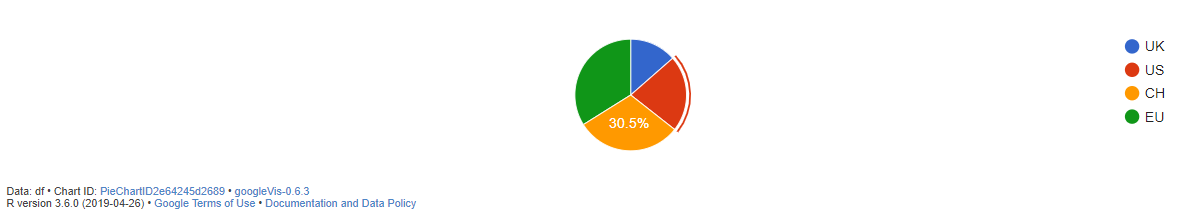 UK
US
CH
30.5%
EU
Data: df • Chart ID: PieChartID2e64245d2689 • googleVis-0.6.3
R version 3.6.0 (2019-04-26) • Google Terms of Use • Documentation and Data Policy